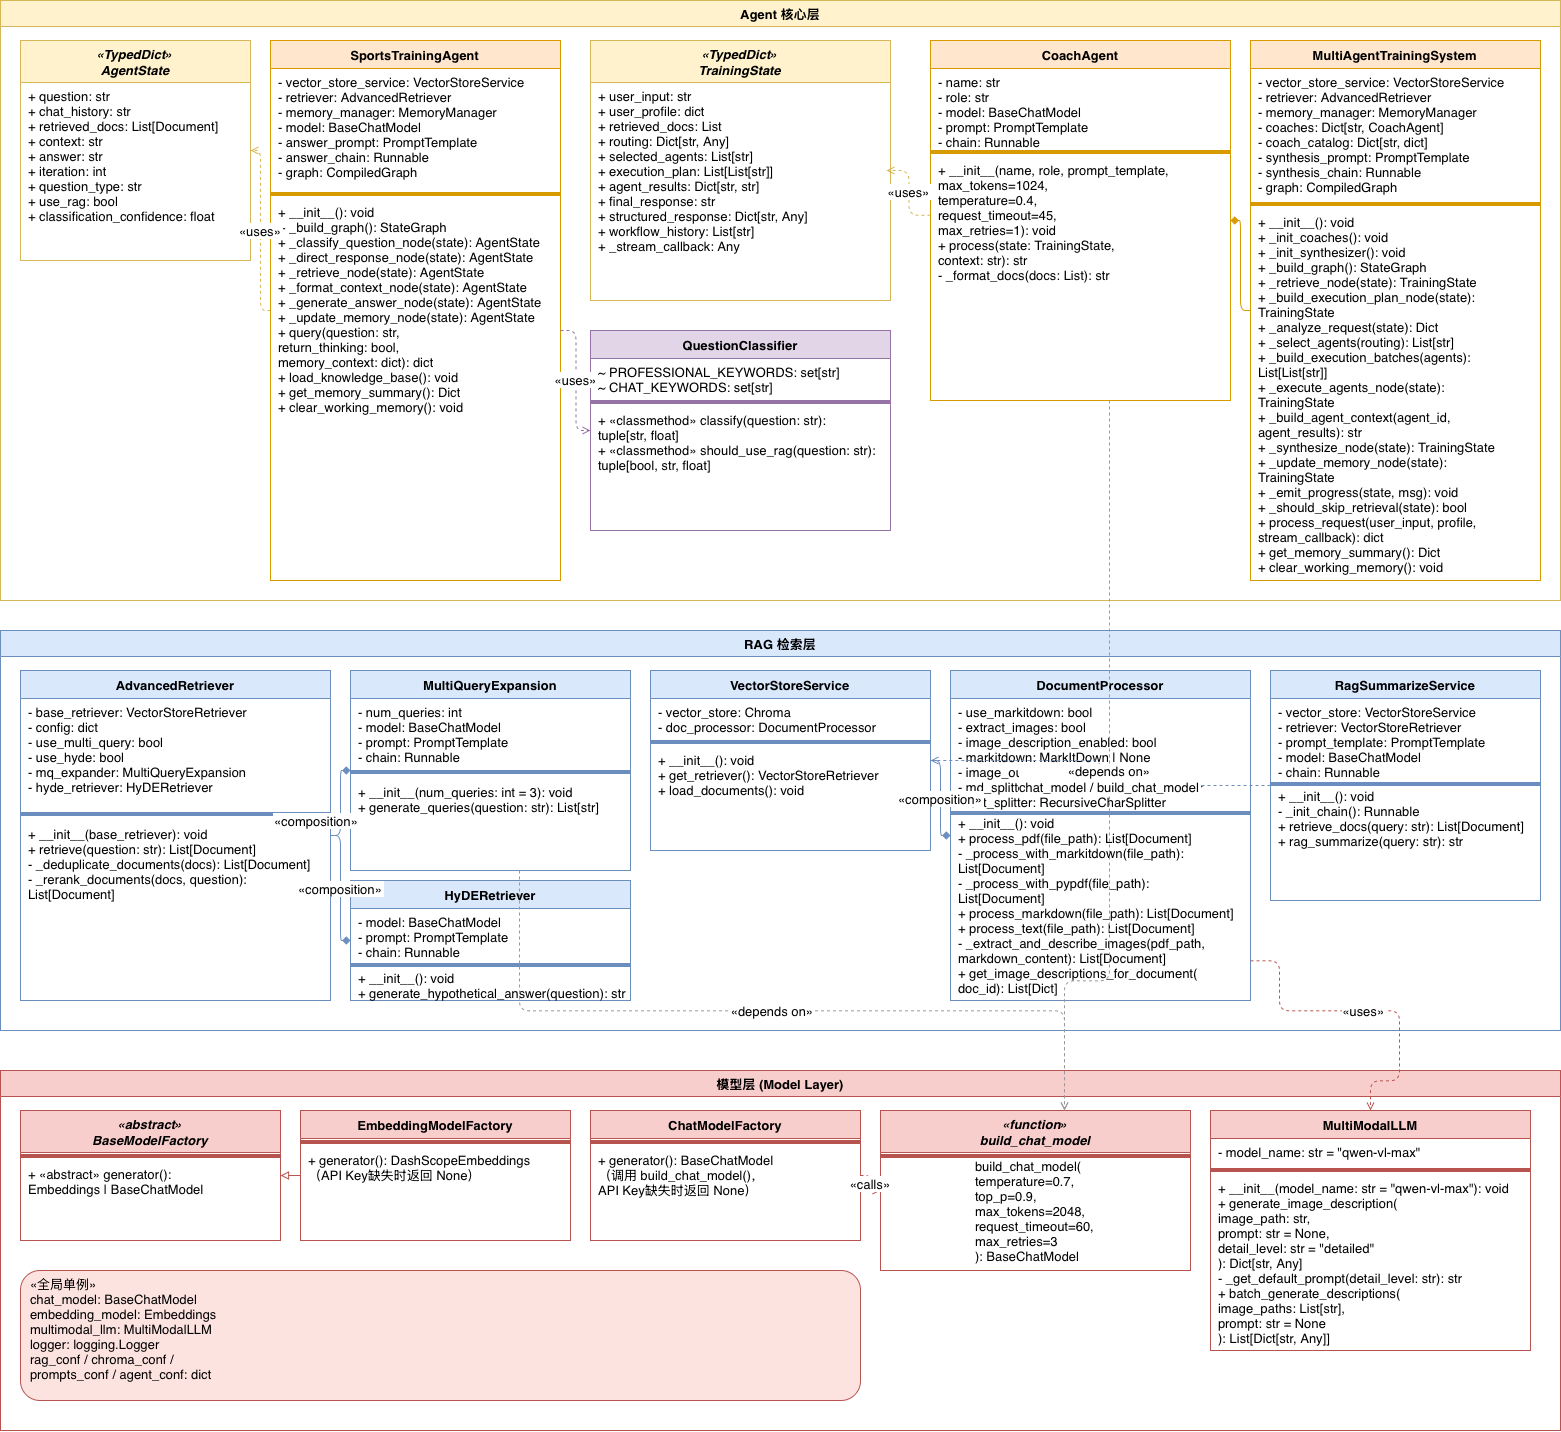 Agent 核心层
«TypedDict»
AgentState
+ question: str
+ chat_history: str
+ retrieved_docs: List[Document]
+ context: str
+ answer: str
+ iteration: int
+ question_type: str
+ use_rag: bool
+ classification_confidence: float
«uses»
SportsTrainingAgent
- vector_store_service: VectorStoreService
- retriever: AdvancedRetriever
- memory_manager: MemoryManager
- model: BaseChatModel
- answer_prompt: PromptTemplate
- answer_chain: Runnable
- graph: CompiledGraph
+ __init__(): void
- _build_graph(): StateGraph
+ _classify_question_node(state): AgentState
+ _direct_response_node(state): AgentState
+ _retrieve_node(state): AgentState
+ _format_context_node(state): AgentState
+ _generate_answer_node(state): AgentState
+ _update_memory_node(state): AgentState
+ query(question: str,
return_thinking: bool,
memory_context: dict): dict
+ load_knowledge_base(): void
+ get_memory_summary(): Dict
+ clear_working_memory(): void
«TypedDict»
TrainingState
+ user_input: str
+ user_profile: dict
+ retrieved_docs: List
+ routing: Dict[str, Any]
+ selected_agents: List[str]
+ execution_plan: List[List[str]]
+ agent_results: Dict[str, str]
+ final_response: str
+ structured_response: Dict[str, Any]
+ workflow_history: List[str]
+ _stream_callback: Any
«uses»
QuestionClassifier
~ PROFESSIONAL_KEYWORDS: set[str]
~ CHAT_KEYWORDS: set[str]
+ «classmethod» classify(question: str):
tuple[str, float]
+ «classmethod» should_use_rag(question: str):
tuple[bool, str, float]
«uses»
CoachAgent
- name: str
- role: str
- model: BaseChatModel
- prompt: PromptTemplate
- chain: Runnable
+ __init__(name, role, prompt_template,
max_tokens=1024,
temperature=0.4,
request_timeout=45,
max_retries=1): void
+ process(state: TrainingState,
context: str): str
- _format_docs(docs: List): str
MultiAgentTrainingSystem
- vector_store_service: VectorStoreService
- retriever: AdvancedRetriever
- memory_manager: MemoryManager
- coaches: Dict[str, CoachAgent]
- coach_catalog: Dict[str, dict]
- synthesis_prompt: PromptTemplate
- synthesis_chain: Runnable
- graph: CompiledGraph
+ __init__(): void
+ _init_coaches(): void
+ _init_synthesizer(): void
+ _build_graph(): StateGraph
+ _retrieve_node(state): TrainingState
+ _build_execution_plan_node(state):
TrainingState
+ _analyze_request(state): Dict
+ _select_agents(routing): List[str]
+ _build_execution_batches(agents):
List[List[str]]
+ _execute_agents_node(state):
TrainingState
+ _build_agent_context(agent_id,
agent_results): str
+ _synthesize_node(state): TrainingState
+ _update_memory_node(state):
TrainingState
+ _emit_progress(state, msg): void
+ _should_skip_retrieval(state): bool
+ process_request(user_input, profile,
stream_callback): dict
+ get_memory_summary(): Dict
+ clear_working_memory(): void
RAG 检索层
AdvancedRetriever
- base_retriever: VectorStoreRetriever
- config: dict
- use_multi_query: bool
- use_hyde: bool
- mq_expander: MultiQueryExpansion
- hyde_retriever: HyDERetriever
+ __init__(base_retriever): void
+ retrieve(question: str): List[Document]
- _deduplicate_documents(docs): List[Document]
- _rerank_documents(docs, question):
List[Document]
«composition»
«composition»
MultiQueryExpansion
- num_queries: int
- model: BaseChatModel
- prompt: PromptTemplate
- chain: Runnable
+ __init__(num_queries: int = 3): void
+ generate_queries(question: str): List[str]
HyDERetriever
- model: BaseChatModel
- prompt: PromptTemplate
- chain: Runnable
+ __init__(): void
+ generate_hypothetical_answer(question): str
VectorStoreService
- vector_store: Chroma
- doc_processor: DocumentProcessor
+ __init__(): void
+ get_retriever(): VectorStoreRetriever
+ load_documents(): void
«composition»
DocumentProcessor
- use_markitdown: bool
- extract_images: bool
- image_description_enabled: bool
- markitdown: MarkItDown | None
- image_ou
«depends on»
- md_split
chat_model / build_chat_model
t_splitter: RecursiveCharSplitter
+ __init__(): void
+ process_pdf(file_path): List[Document]
- _process_with_markitdown(file_path):
List[Document]
- _process_with_pypdf(file_path):
List[Document]
+ process_markdown(file_path): List[Document]
+ process_text(file_path): List[Document]
- _extract_and_describe_images(pdf_path,
markdown_content): List[Document]
+ get_image_descriptions_for_document(
doc_id): List[Dict]
RagSummarizeService
- vector_store: VectorStoreService
- retriever: VectorStoreRetriever
- prompt_template: PromptTemplate
- model: BaseChatModel
- chain: Runnable
+ __init__(): void
- _init_chain(): Runnable
+ retrieve_docs(query: str): List[Document]
+ rag_summarize(query: str): str
«depends on»
«uses»
模型层 (Model Layer)
«abstract»
BaseModelFactory
+ «abstract» generator():
Embeddings | BaseChatModel
EmbeddingModelFactory
+ generator(): DashScopeEmbeddings
（API Key缺失时返回 None）
ChatModelFactory
+ generator(): BaseChatModel
（调用 build_chat_model(),
API Key缺失时返回 None）
«calls»
«function»
build_chat_model
build_chat_model(
temperature=0.7,
top_p=0.9,
max_tokens=2048,
request_timeout=60,
max_retries=3
): BaseChatModel
MultiModalLLM
- model_name: str = "qwen-vl-max"
+ __init__(model_name: str = "qwen-vl-max"): void
+ generate_image_description(
image_path: str,
prompt: str = None,
detail_level: str = "detailed"
): Dict[str, Any]
- _get_default_prompt(detail_level: str): str
+ batch_generate_descriptions(
image_paths: List[str],
prompt: str = None
): List[Dict[str, Any]]
«全局单例»
chat_model: BaseChatModel
embedding_model: Embeddings
multimodal_llm: MultiModalLLM
logger: logging.Logger
rag_conf / chroma_conf /
prompts_conf / agent_conf: dict